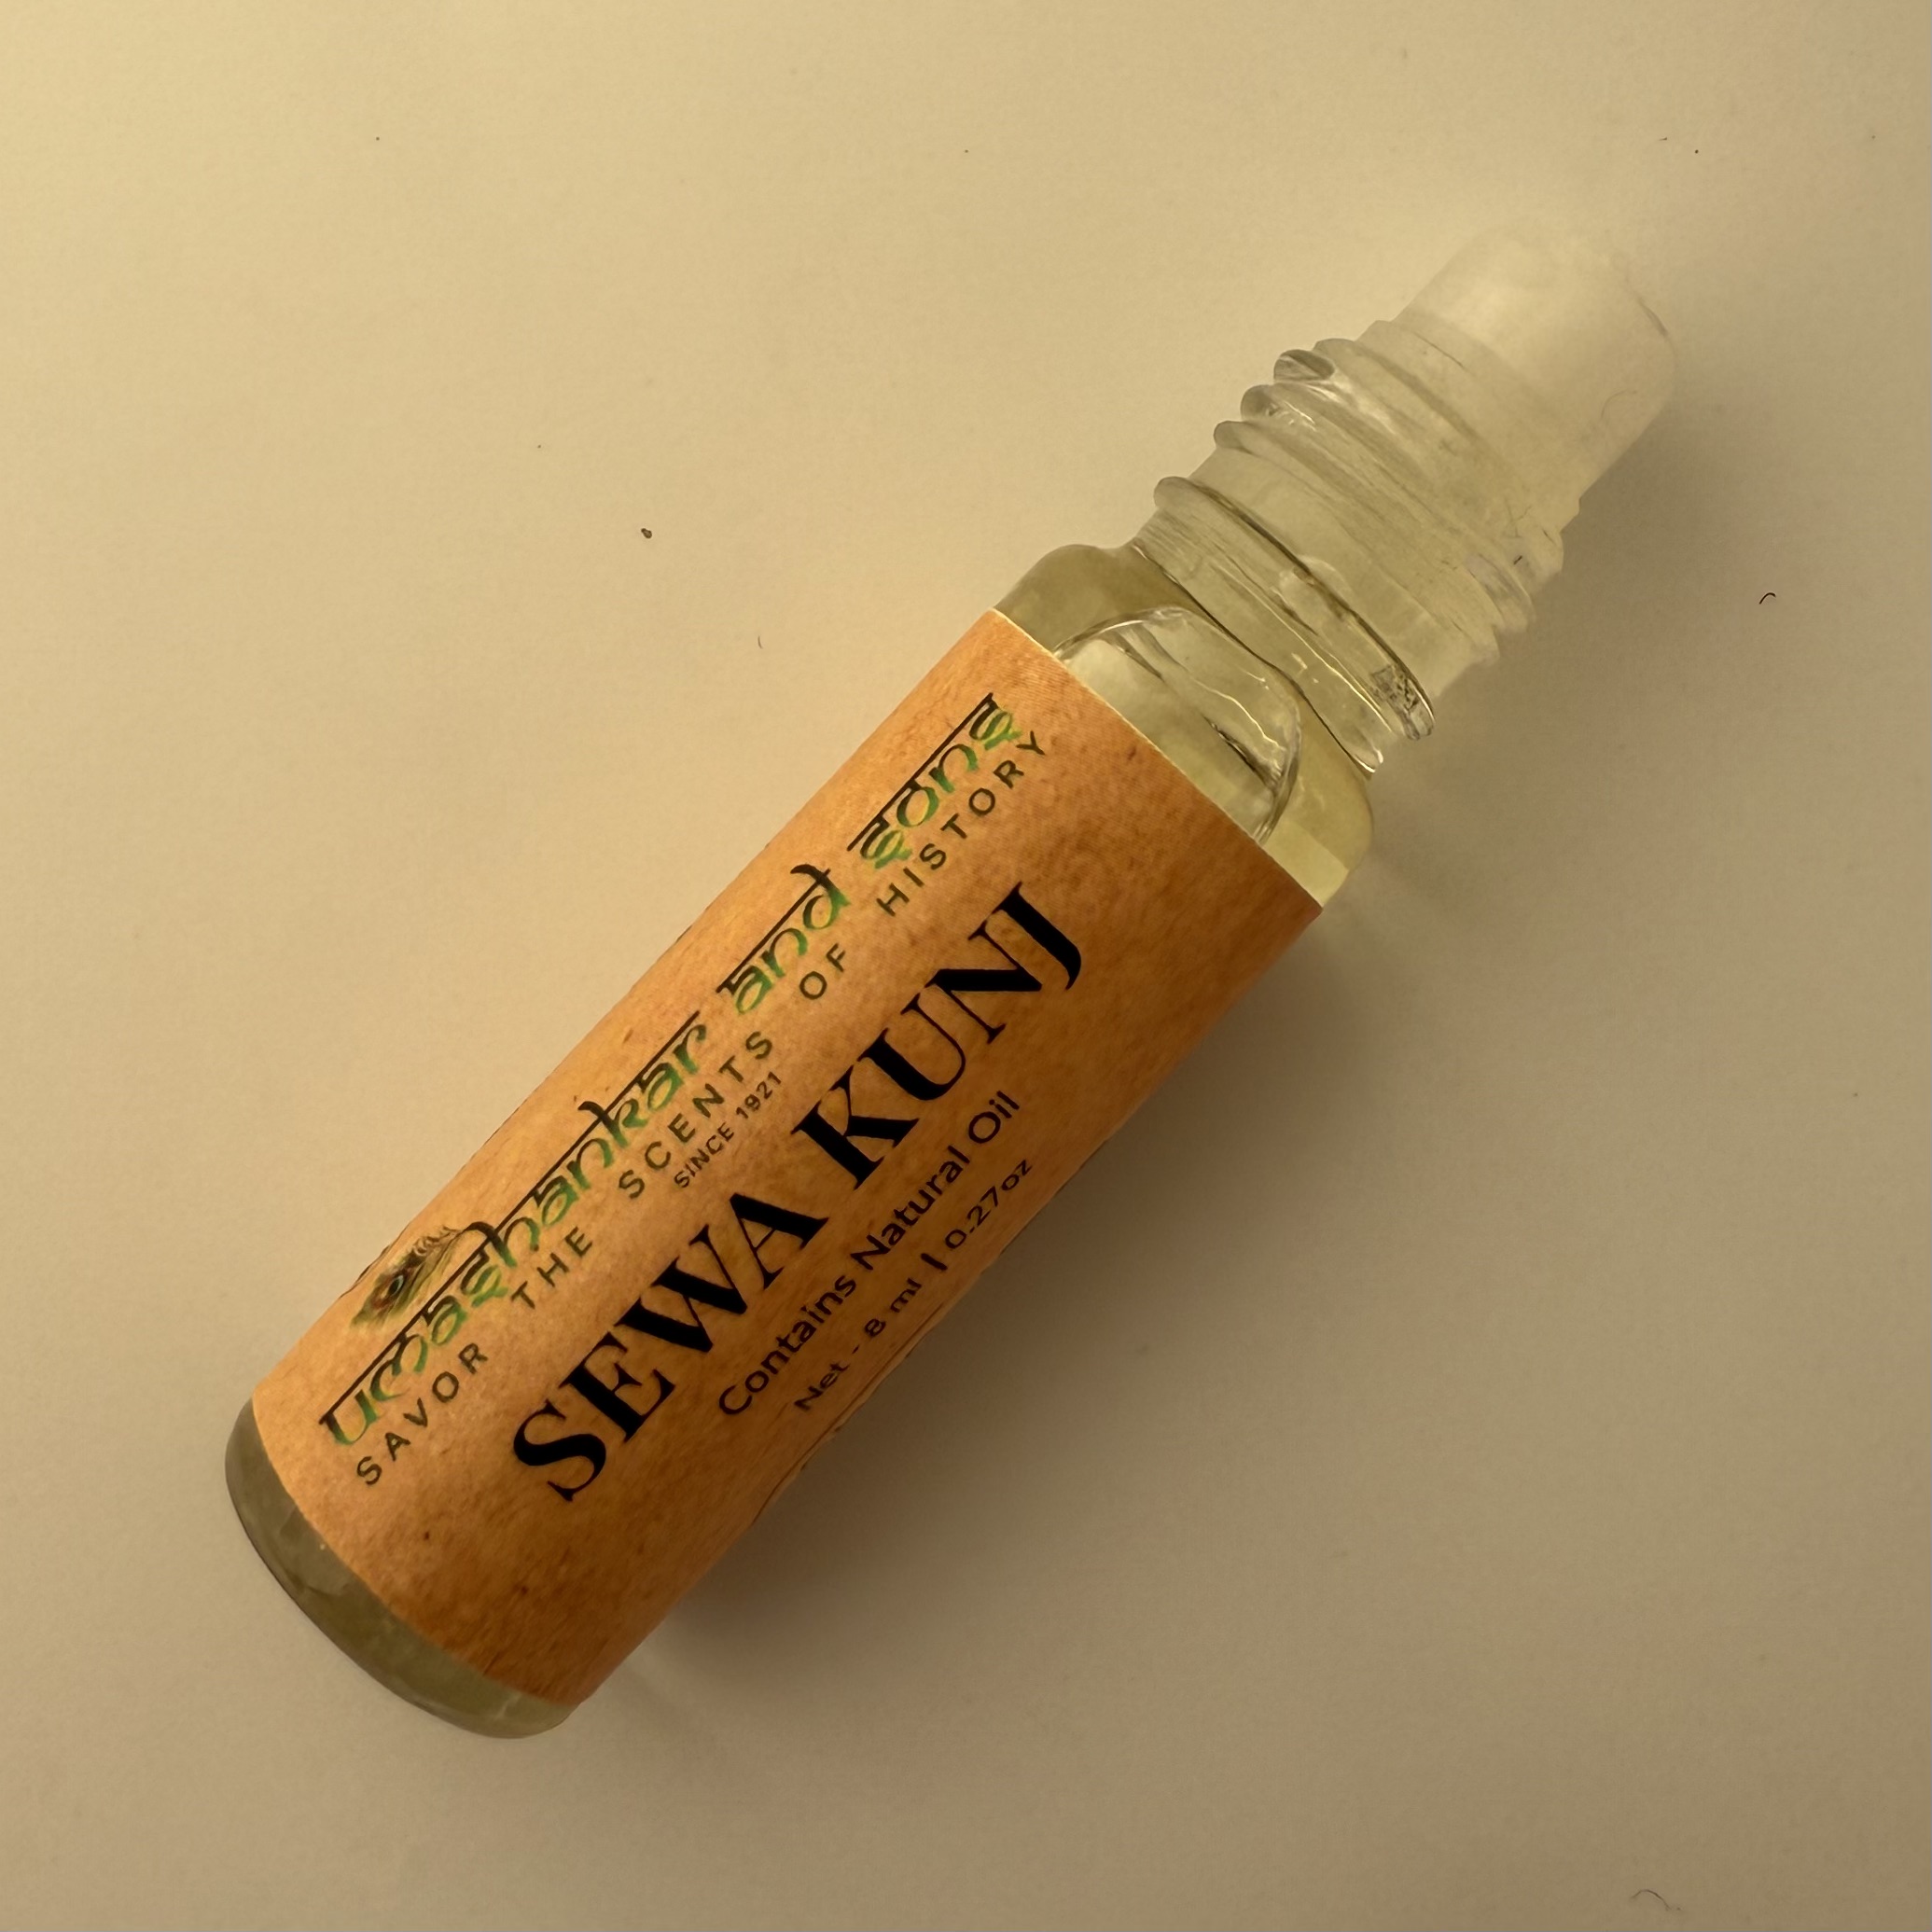 umashankar and sons
SAVOR THE SCENTS OF HISTORY
SINCE 1921
SEWA KUNJ
Contains Natural Oil
Net - 8 ml | 0.27oz